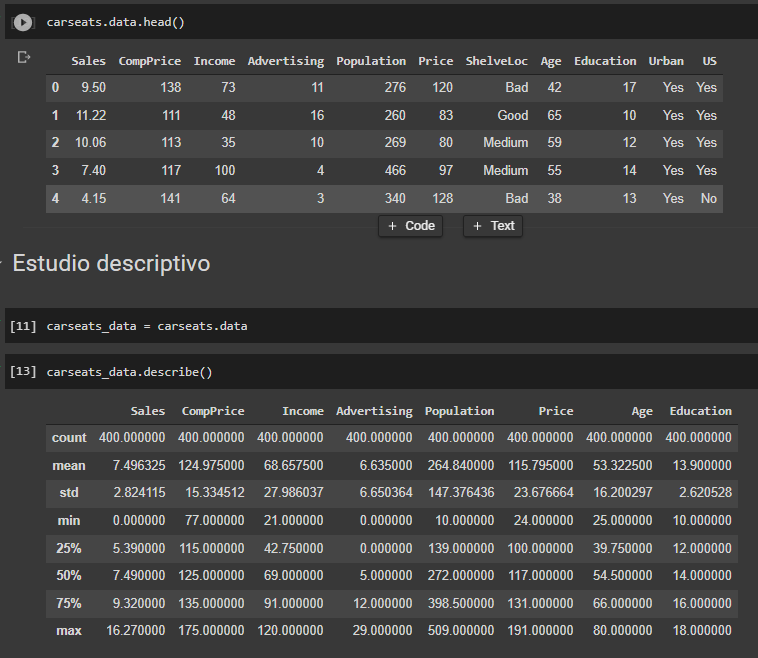 carseats.data.head()
Sales CompPrice Income Advertising Population Price ShelveLoc Age Education Urban US
0 9.50 138 73 11 276 120 Bad 42 17 Yes Yes
1 11.22 111 48 16 260 83 Good 65 10 Yes Yes
2 10.06 113 35 10 269 80 Medium 59 12 Yes Yes
3 7.40 117 100 4 466 97 Medium 55 14 Yes Yes
4 4.15 141 64 3 340 128 Bad 38 13 Yes No
+ Code + Text
Estudio descriptivo
[11] carseats_data = carseats.data
[13] carseats_data.describe()
Sales CompPrice Income Advertising Population Price Age Education
count 400.000000 400.000000 400.000000 400.000000 400.000000 400.000000 400.000000 400.000000
mean 7.496325 124.975000 68.657500 6.635000 264.840000 115.795000 53.322500 13.900000
std 2.824115 15.334512 27.986037 6.650364 147.376436 23.676664 16.200297 2.620528
min 0.000000 77.000000 21.000000 0.000000 10.000000 24.000000 25.000000 10.000000
25% 5.390000 115.000000 42.750000 0.000000 139.000000 100.000000 39.750000 12.000000
50% 7.490000 125.000000 69.000000 5.000000 272.000000 117.000000 54.500000 14.000000
75% 9.320000 135.000000 91.000000 12.000000 398.500000 131.000000 66.000000 16.000000
max 16.270000 175.000000 120.000000 29.000000 509.000000 191.000000 80.000000 18.000000